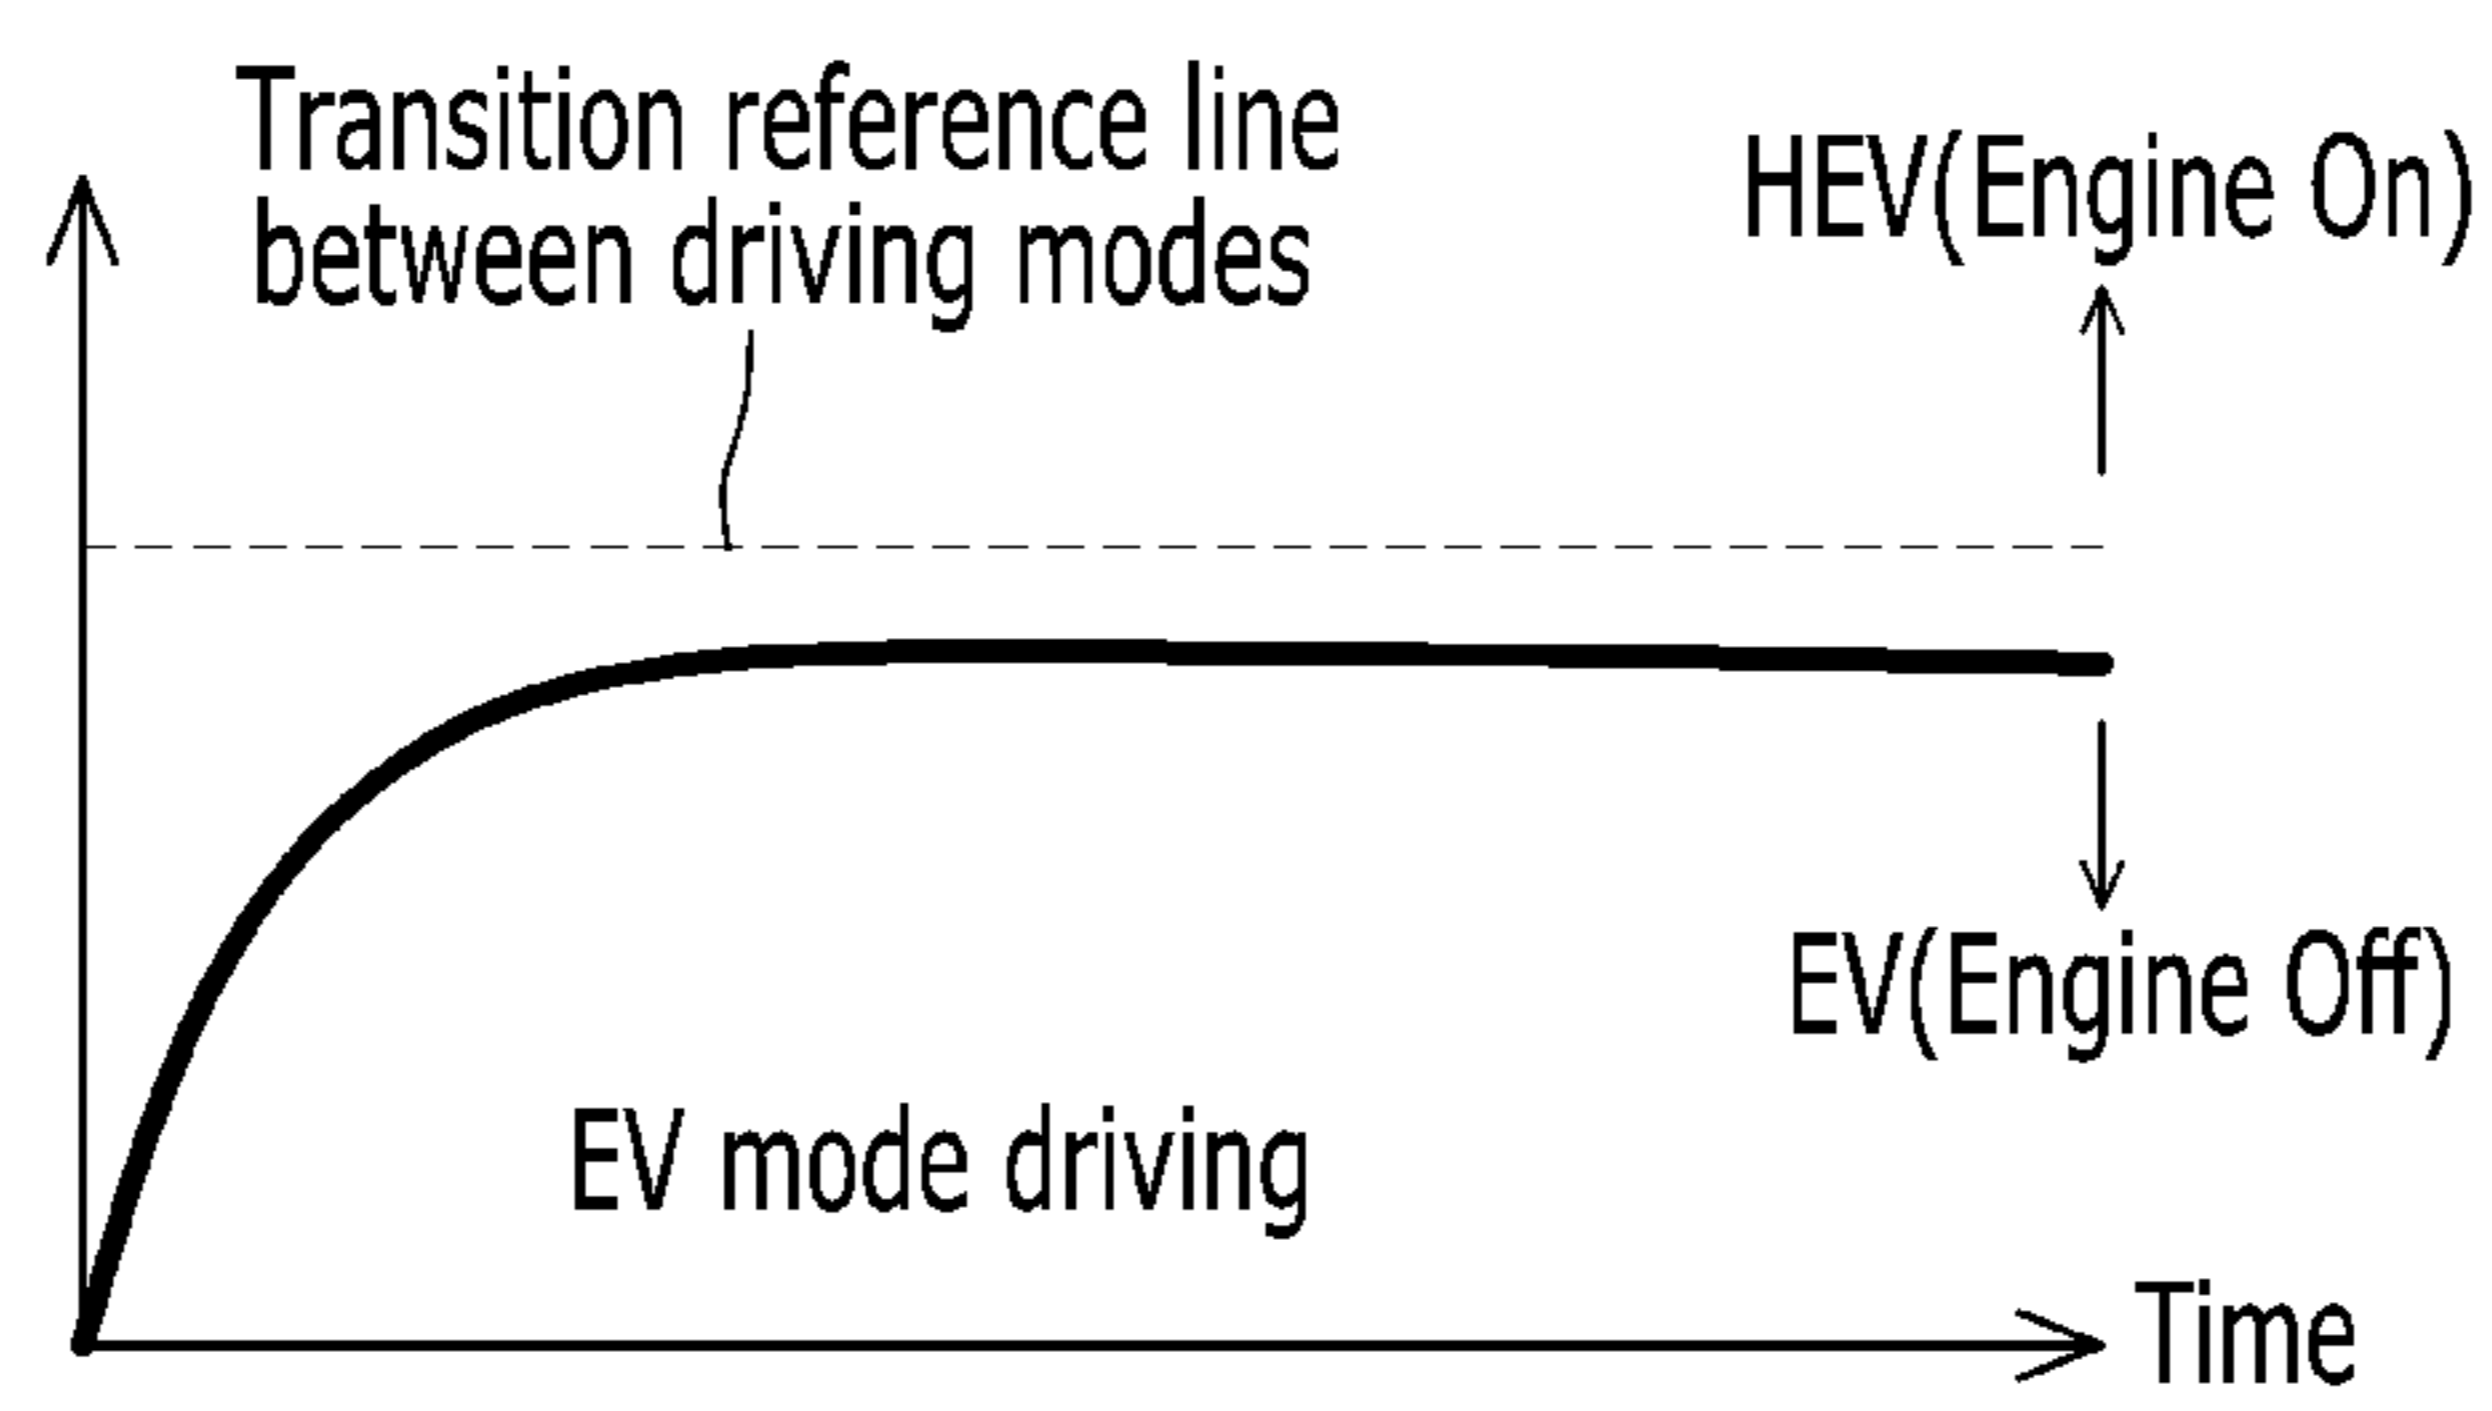 Transition reference line
between driving modes
HEV(Engine On)
EV(Engine Off)
EV mode driving
Time